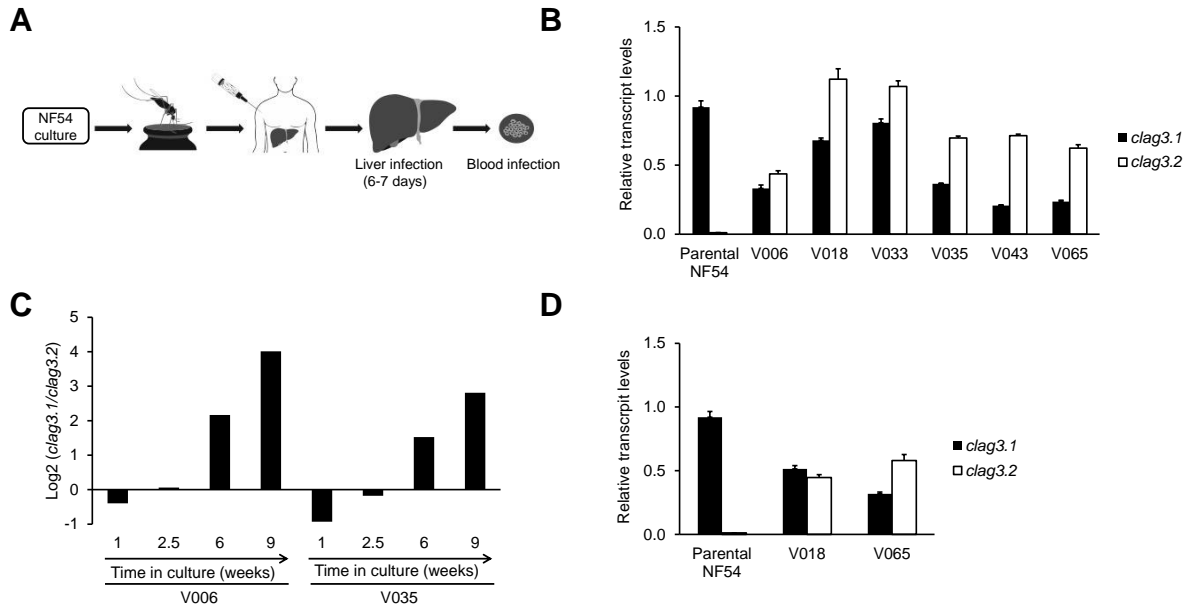 A
NF54
culture
Liver infection
(6-7 days)
Blood infection
B
Relative transcript levels
1.5
1.0
0.5
0.0
Parental
NF54
V006
V018
V033
V035
V043
V065
clag3.1
clag3.2
C
Log2 (clag3.1/clag3.2)
5
4
3
2
1
0
-1
1 2.5 6 9 1 2.5 6 9
Time in culture (weeks) Time in culture (weeks)
V006 V035
D
Relative transcrpit levels
1.5
1.0
0.5
0.0
Parental
NF54
V018
V065
clag3.1
clag3.2